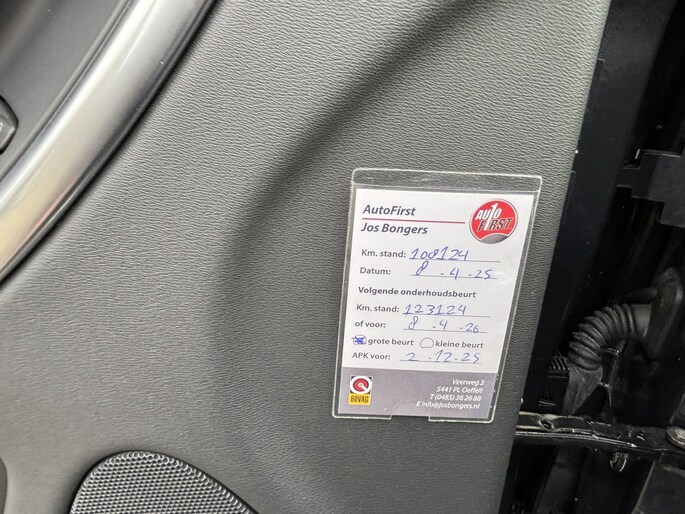 AutoFirst
Jos Bongers
AUTO
FIRST
Km. stand: 108124
Datum: 8 - 4 - 25
Volgende onderhoudsbeurt
Km. stand: 123124
of voor: 8 - 4 - 26
grote beurt kleine beurt
APK voor: 2 - 12 - 25
BOVAG
Veerweg 3
5441 PL Oeffelt
T (0485) 36 26 88
E info@josbongers.nl